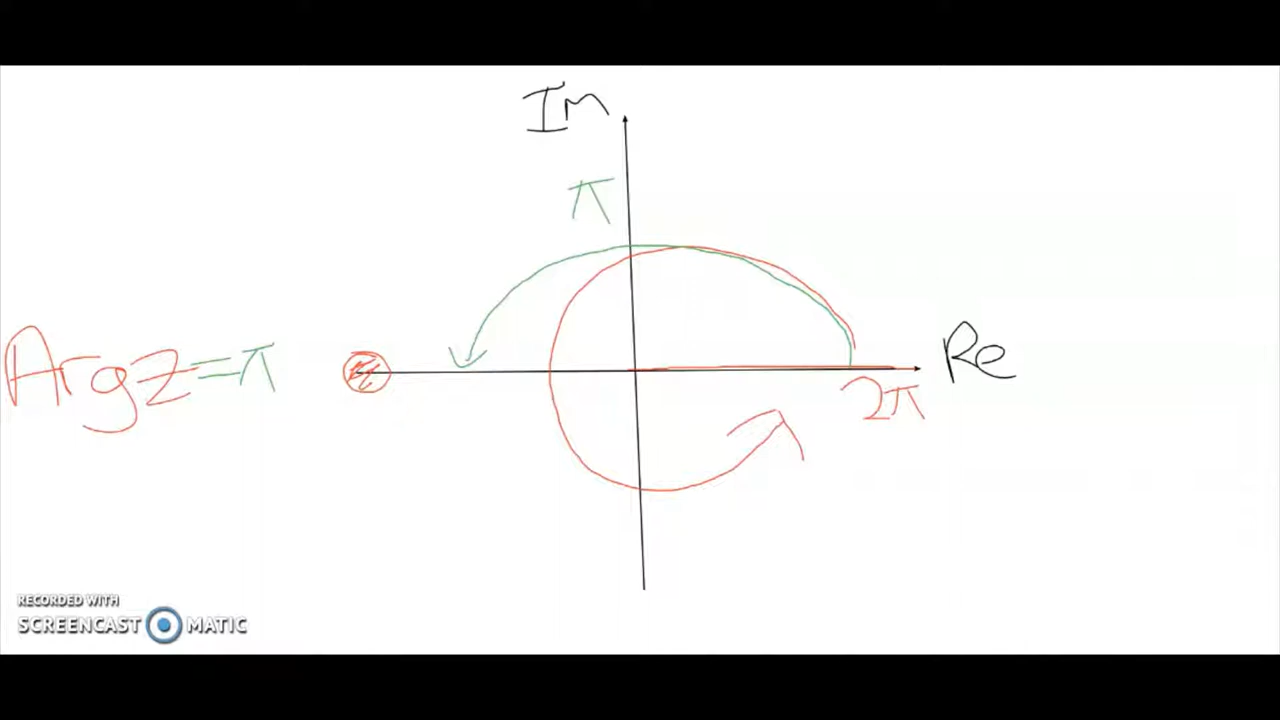 Im
π
Arg z = π
Re
2π
RECORDED WITH
SCREENCAST MATIC